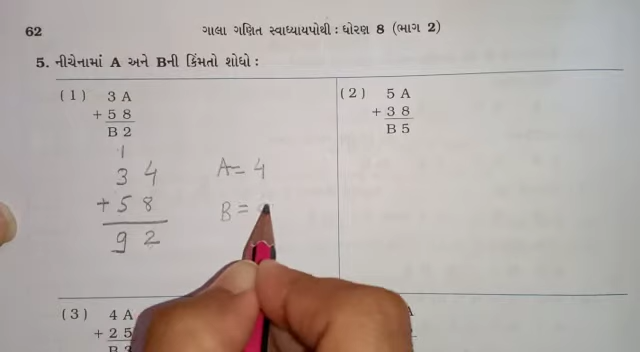 62 ગાલા ગણિત સ્વાધ્યાયપોથી : ધોરણ 8 (ભાગ 2)
5. નીચેનામાં A અને Bની કિંમતો શોધો :
(1) 3 A
+ 5 8
B 2
1
3 4
+ 5 8
9 2
A = 4
B =
(2) 5 A
+ 3 8
B 5
(3) 4 A
+ 2 5